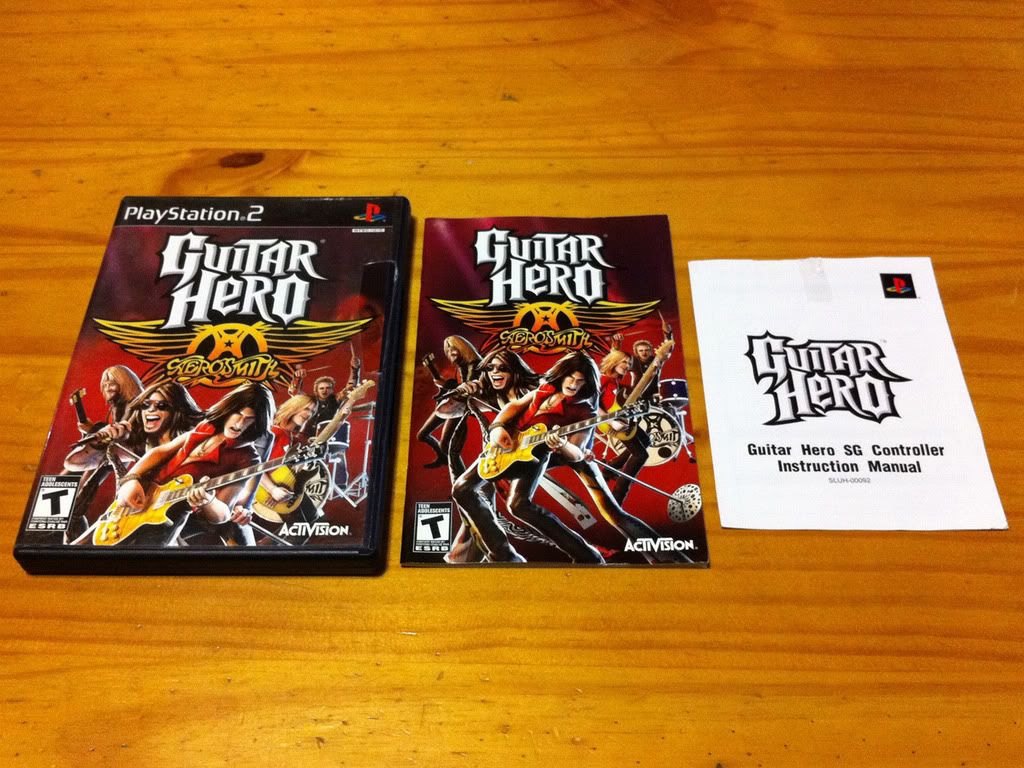 PlayStation®2
GUITAR
HERO
AEROSMITH
TEEN
T
ESRB
ACTIVISION
GUITAR
HERO
AEROSMITH
TEEN
T
ESRB
ACTIVISION
GUITAR
HERO
Guitar Hero SG Controller
Instruction Manual
SLUH-00092